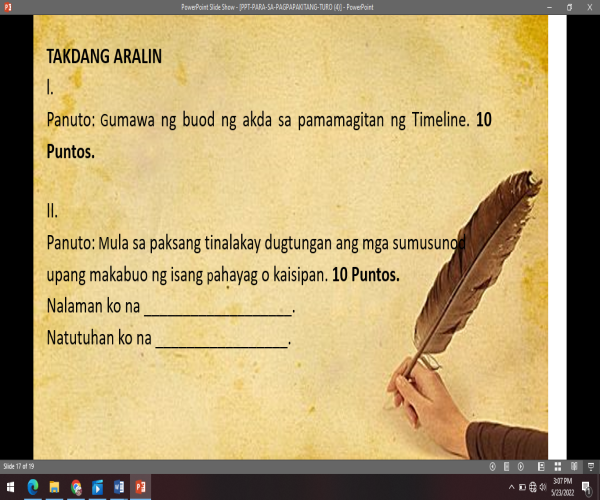 PowerPoint Slide Show - [PPT-PARA-SA-PAGPAPAKITANG-TURO (4)] - PowerPoint
TAKDANG ARALIN
I.
Panuto: Gumawa ng buod ng akda sa pamamagitan ng Timeline. 10
Puntos.
II.
Panuto: Mula sa paksang tinalakay dugtungan ang mga sumusunod
upang makabuo ng isang pahayag o kaisipan. 10 Puntos.
Nalaman ko na ___________________.
Natutuhan ko na _________________.
Slide 17 of 19
3:07 PM
5/23/2022